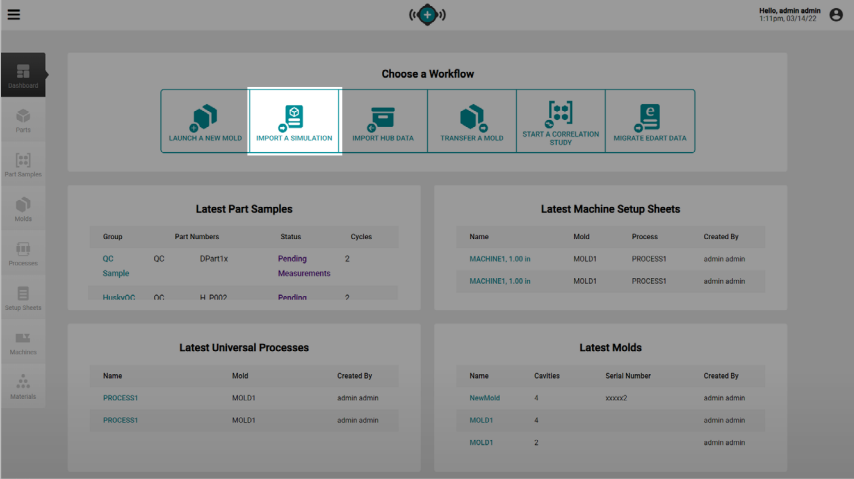 Hello, admin admin
1:11pm, 03/14/22
Dashboard
Parts
Part Samples
Molds
Processes
Setup Sheets
Machines
Materials
Choose a Workflow
LAUNCH A NEW MOLD
IMPORT A SIMULATION
IMPORT HUB DATA
TRANSFER A MOLD
START A CORRELATION
STUDY
MIGRATE EDART DATA
Latest Part Samples
Group Part Numbers Status Cycles
QC QC DPart1x Pending 2
Sample Measurements
HuskyQC QC H_P002 Pending 2
Latest Machine Setup Sheets
Name Mold Process Created By
MACHINE1, 1.00 in MOLD1 PROCESS1 admin admin
MACHINE1, 1.00 in MOLD1 PROCESS1 admin admin
Latest Universal Processes
Name Mold Created By
PROCESS1 MOLD1 admin admin
PROCESS1 MOLD1 admin admin
Latest Molds
Name Cavities Serial Number Created By
NewMold 4 xxxxx2 admin admin
MOLD1 4 admin admin
MOLD1 2 admin admin